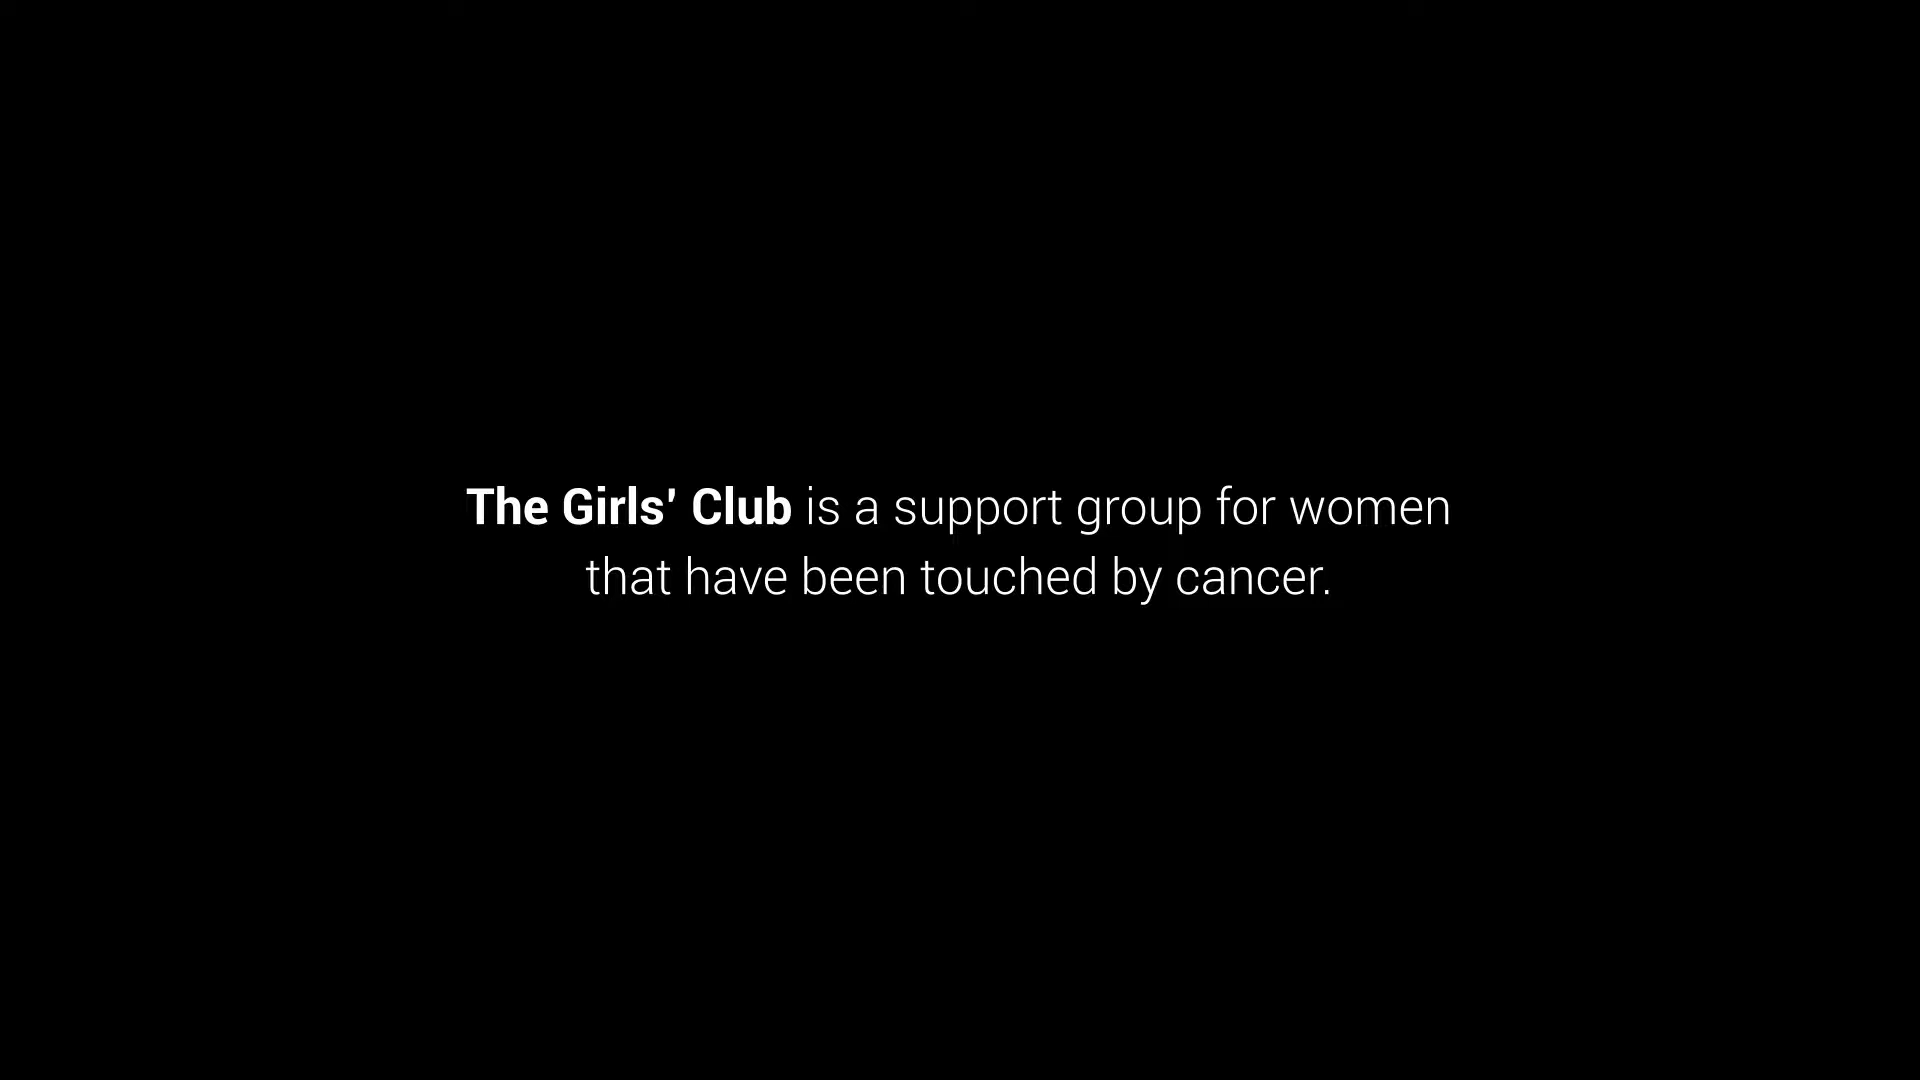 The Girls' Club is a support group for women
that have been touched by cancer.